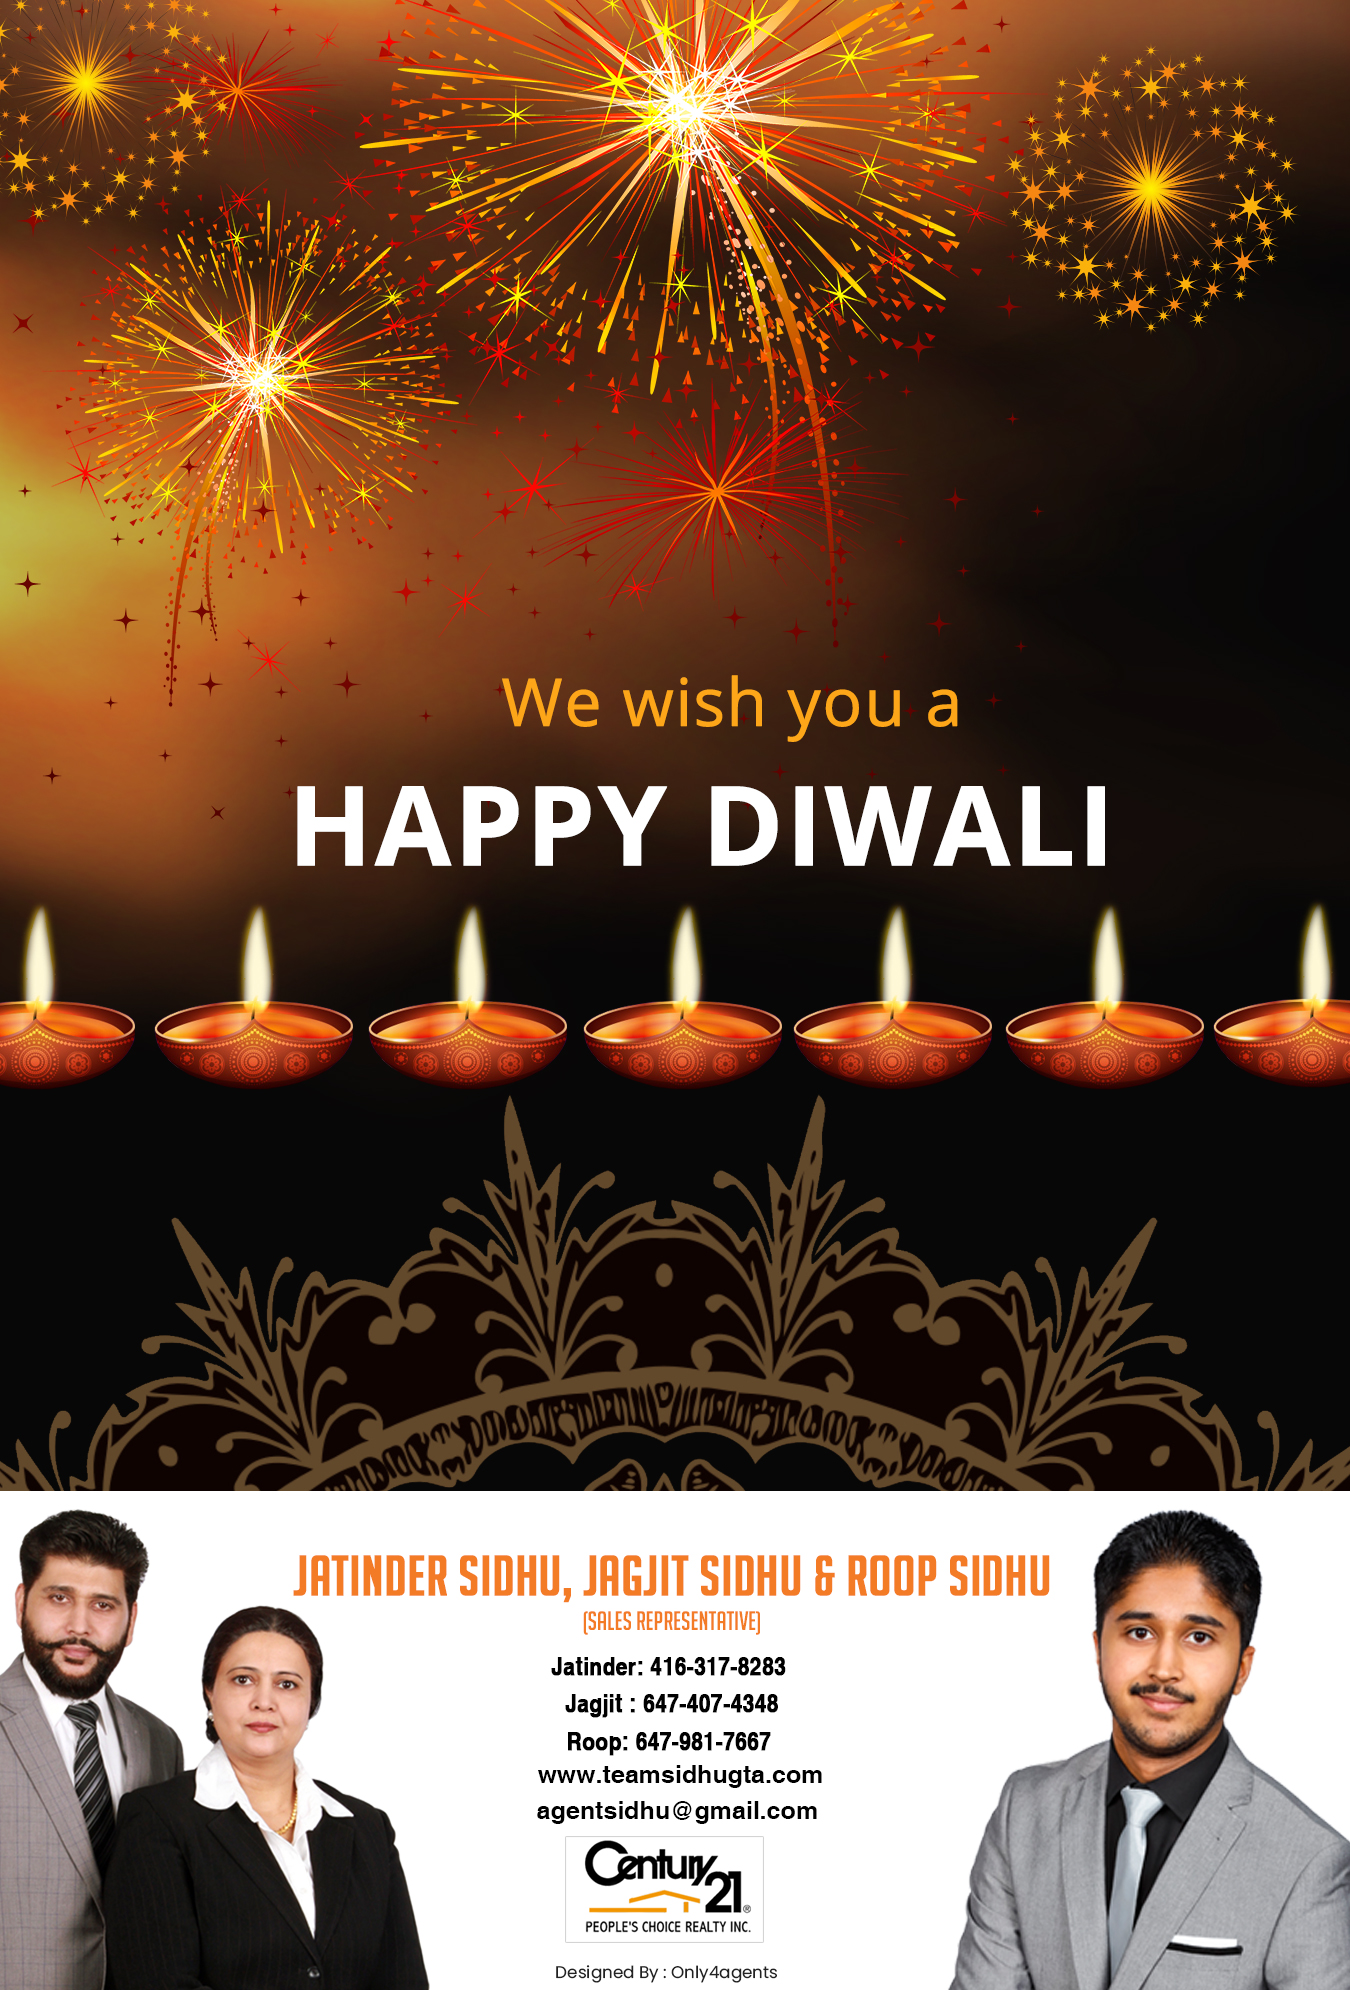 We wish you a
HAPPY DIWALI
JATINDER SIDHU, JAGJIT SIDHU & ROOP SIDHU
(SALES REPRESENTATIVE)
Jatinder: 416-317-8283
Jagjit : 647-407-4348
Roop: 647-981-7667
www.teamsidhugta.com
agentsidhu@gmail.com
Century
21®
PEOPLE'S CHOICE REALTY INC.
Designed By : Only4agents